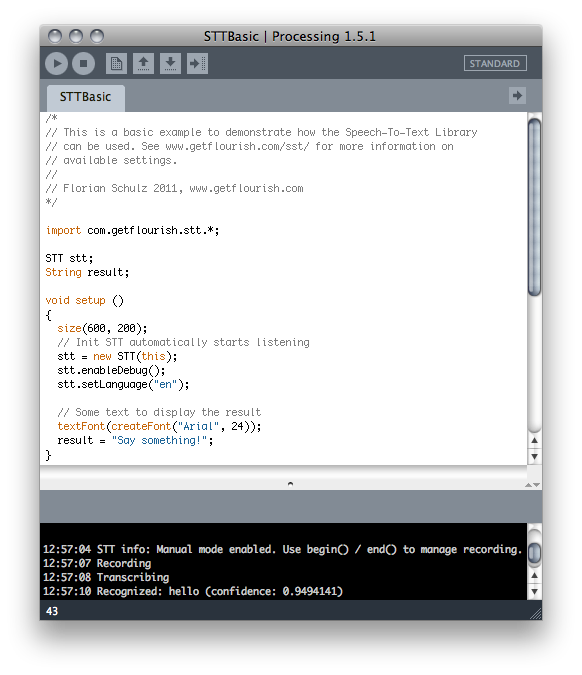 STTBasic | Processing 1.5.1
STANDARD
STTBasic
/*
// This is a basic example to demonstrate how the Speech-To-Text Library
// can be used. See www.getflourish.com/sst/ for more information on
// available settings.
//
// Florian Schulz 2011, www.getflourish.com
*/
import com.getflourish.stt.*;
STT stt;
String result;
void setup ()
{
size(600, 200);
// Init STT automatically starts listening
stt = new STT(this);
stt.enableDebug();
stt.setLanguage("en");
// Some text to display the result
textFont(createFont("Arial", 24));
result = "Say something!";
}
12:57:04 STT info: Manual mode enabled. Use begin() / end() to manage recording.
12:57:07 Recording
12:57:08 Transcribing
12:57:10 Recognized: hello (confidence: 0.9494141)
43